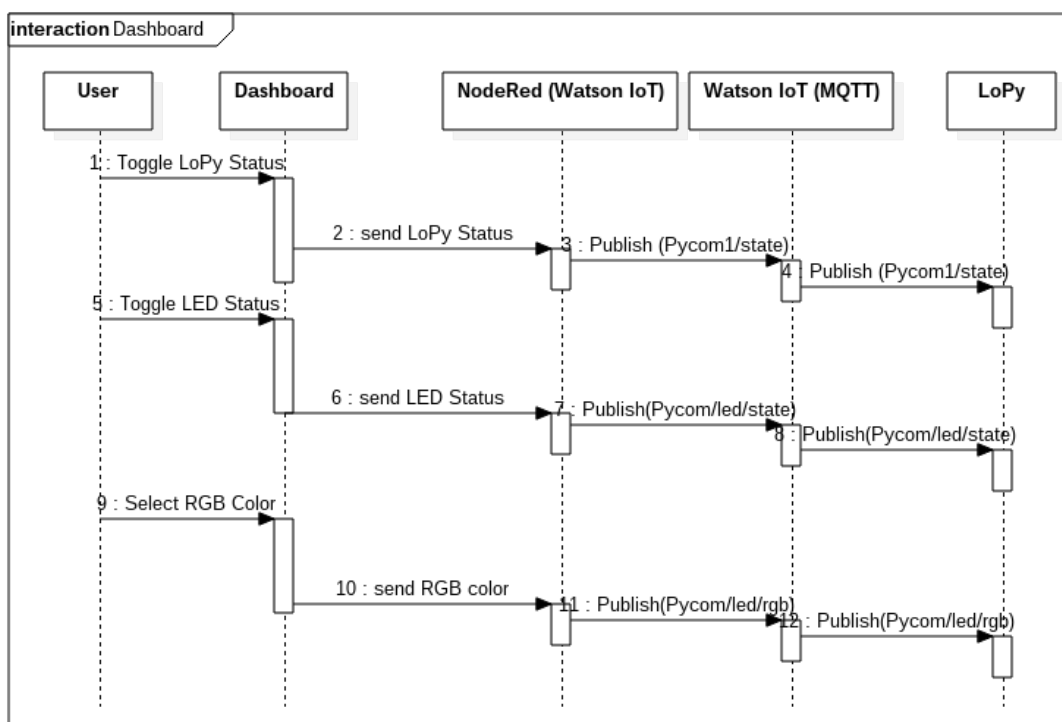 interaction Dashboard
User
Dashboard
NodeRed (Watson IoT)
Watson IoT (MQTT)
LoPy
1 : Toggle LoPy Status
2 : send LoPy Status
3 : Publish (Pycom1/state)
4 : Publish (Pycom1/state)
5 : Toggle LED Status
6 : send LED Status
7 : Publish(Pycom/led/state)
8 : Publish(Pycom/led/state)
9 : Select RGB Color
10 : send RGB color
11 : Publish(Pycom/led/rgb)
12 : Publish(Pycom/led/rgb)